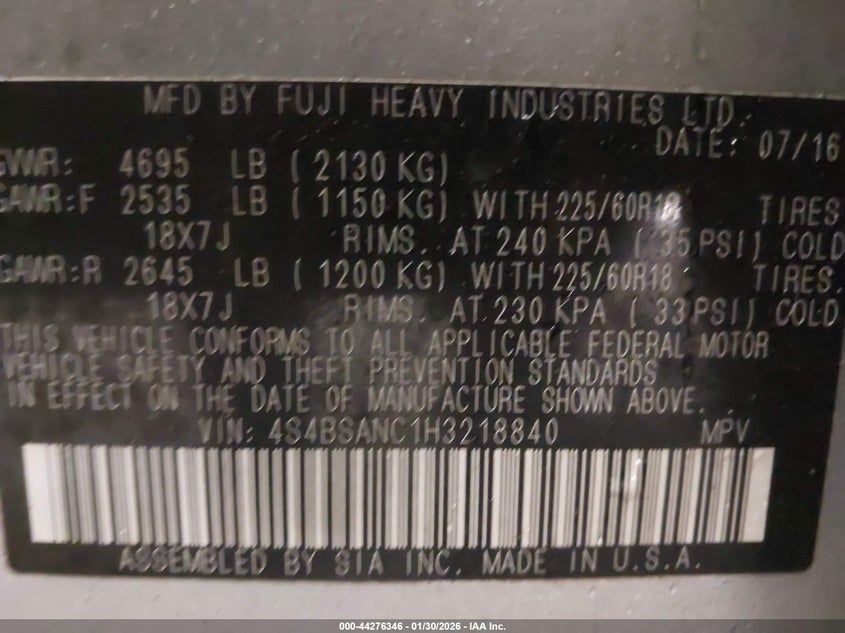 MFD BY FUJI HEAVY INDUSTRIES LTD.
DATE: 07/16
GVWR: 4695 LB ( 2130 KG)
GAWR:F 2535 LB ( 1150 KG) WITH 225/60R18 TIRES
18X7J RIMS. AT 240 KPA ( 35 PSI) COLD
GAWR:R 2645 LB ( 1200 KG) WITH 225/60R18 TIRES.
18X7J RIMS. AT 230 KPA ( 33 PSI) COLD
THIS VEHICLE CONFORMS TO ALL APPLICABLE FEDERAL MOTOR
VEHICLE SAFETY AND THEFT PREVENTION STANDARDS
IN EFFECT ON THE DATE OF MANUFACTURE SHOWN ABOVE.
VIN: 4S4BSANC1H3218840 MPV
ASSEMBLED BY SIA INC. MADE IN U.S.A.
000-44276346 | 01/30/2026 - IAA Inc.